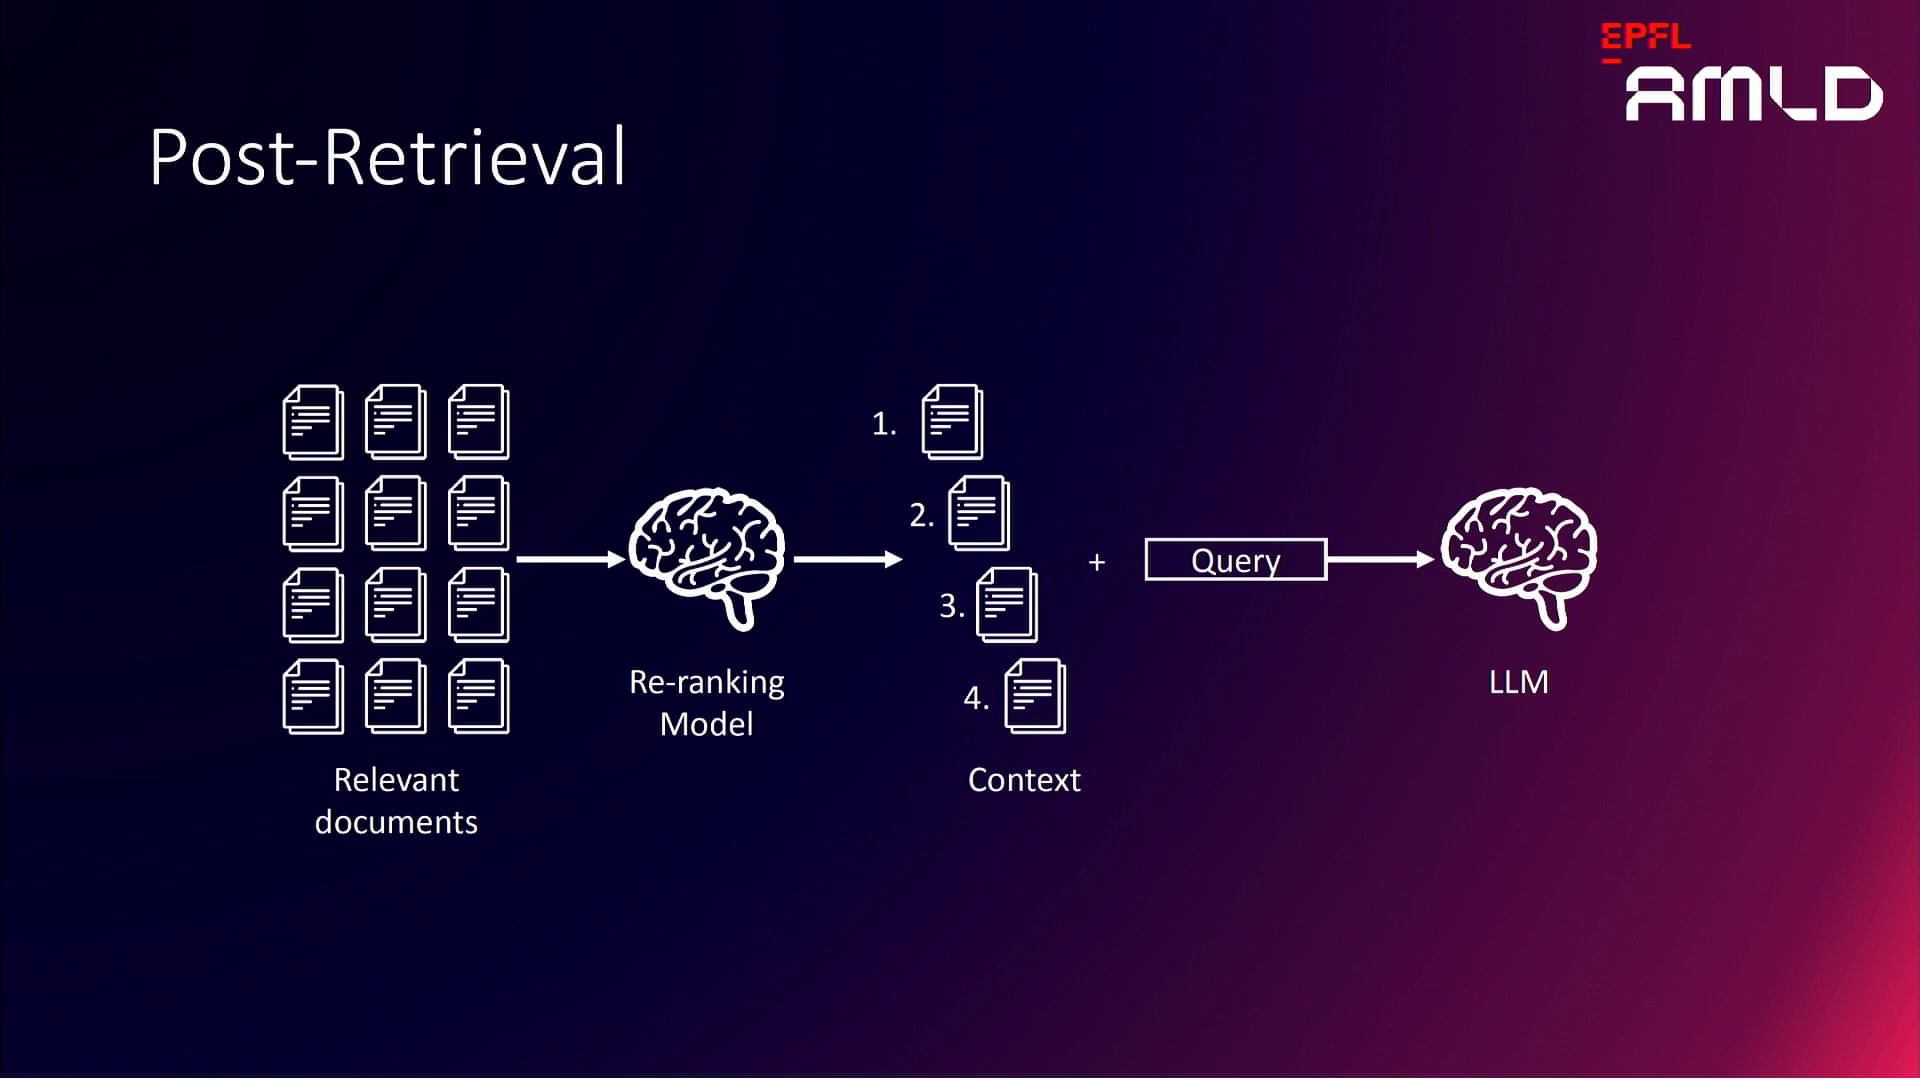 EPFL
AMLD
Post-Retrieval
1.
2.
3.
4.
+
Query
Re-ranking
Model
LLM
Relevant
documents
Context